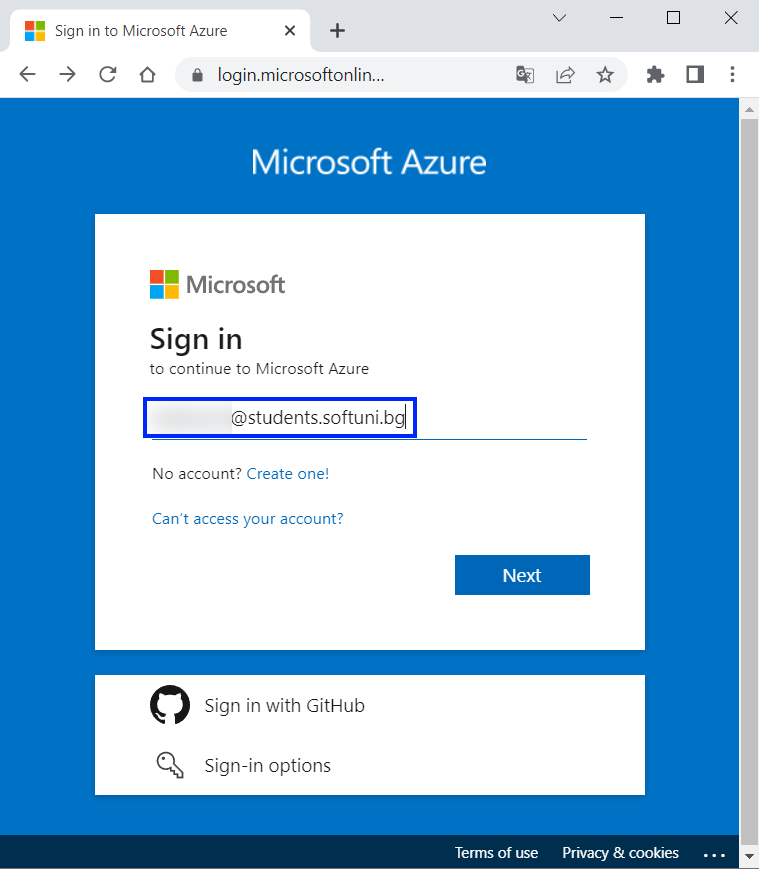 Sign in to Microsoft Azure
login.microsoftonlin...
Microsoft Azure
Microsoft
Sign in
to continue to Microsoft Azure
@students.softuni.bg
No account? Create one!
Can't access your account?
Next
Sign in with GitHub
Sign-in options
Terms of use Privacy & cookies ...